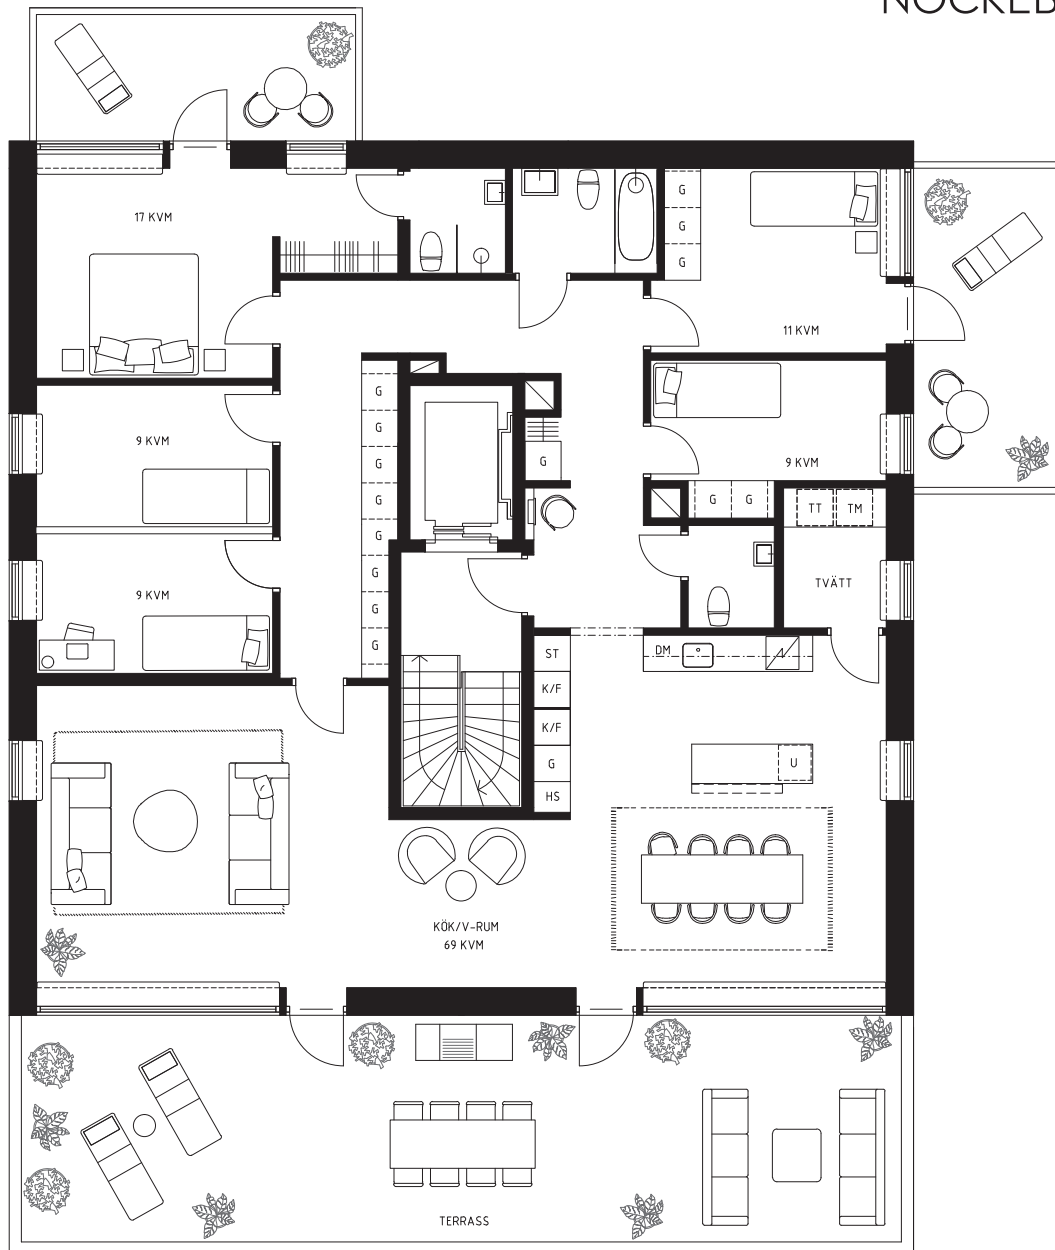 NOCKEB
17 KVM
G
G
G
11 KVM
G
G
G
G
G
G
G
G
9 KVM
G
9 KVM
G G
TT TM
9 KVM
TVÄTT
ST
DM
K/F
K/F
G
U
HS
KÖK/V-RUM
69 KVM
TERRASS